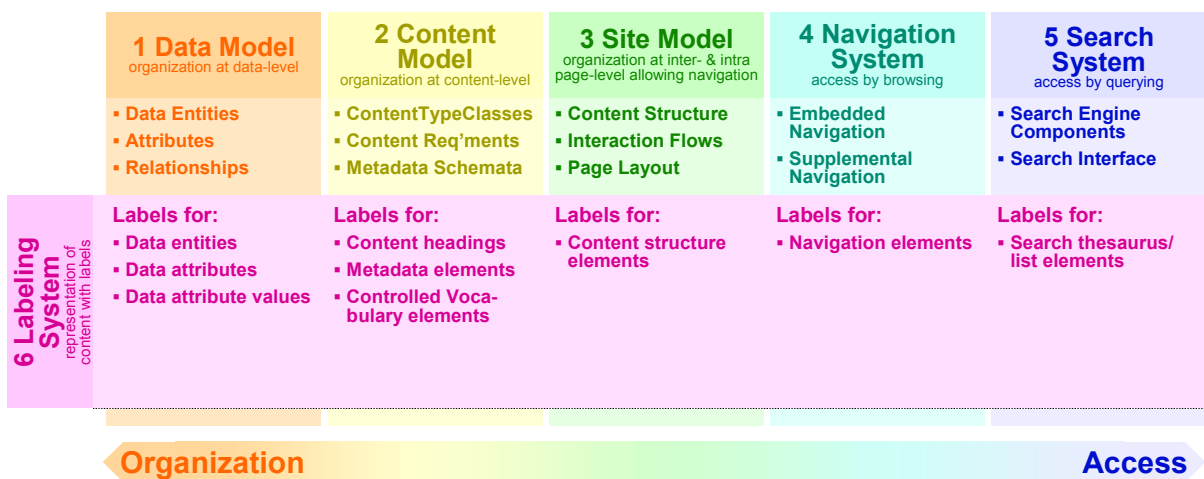 1 Data Model
organization at data-level
▪ Data Entities
▪ Attributes
▪ Relationships
2 Content
Model
organization at content-level
▪ ContentTypeClasses
▪ Content Req’ments
▪ Metadata Schemata
3 Site Model
organization at inter- & intra
page-level allowing navigation
▪ Content Structure
▪ Interaction Flows
▪ Page Layout
4 Navigation
System
access by browsing
▪ Embedded
Navigation
▪ Supplemental
Navigation
5 Search
System
access by querying
▪ Search Engine
Components
▪ Search Interface
6 Labeling
System
representation of
content with labels
Labels for:
▪ Data entities
▪ Data attributes
▪ Data attribute values
Labels for:
▪ Content headings
▪ Metadata elements
▪ Controlled Voca-
bulary elements
Labels for:
▪ Content structure
elements
Labels for:
▪ Navigation elements
Labels for:
▪ Search thesaurus/
list elements
Organization
Access